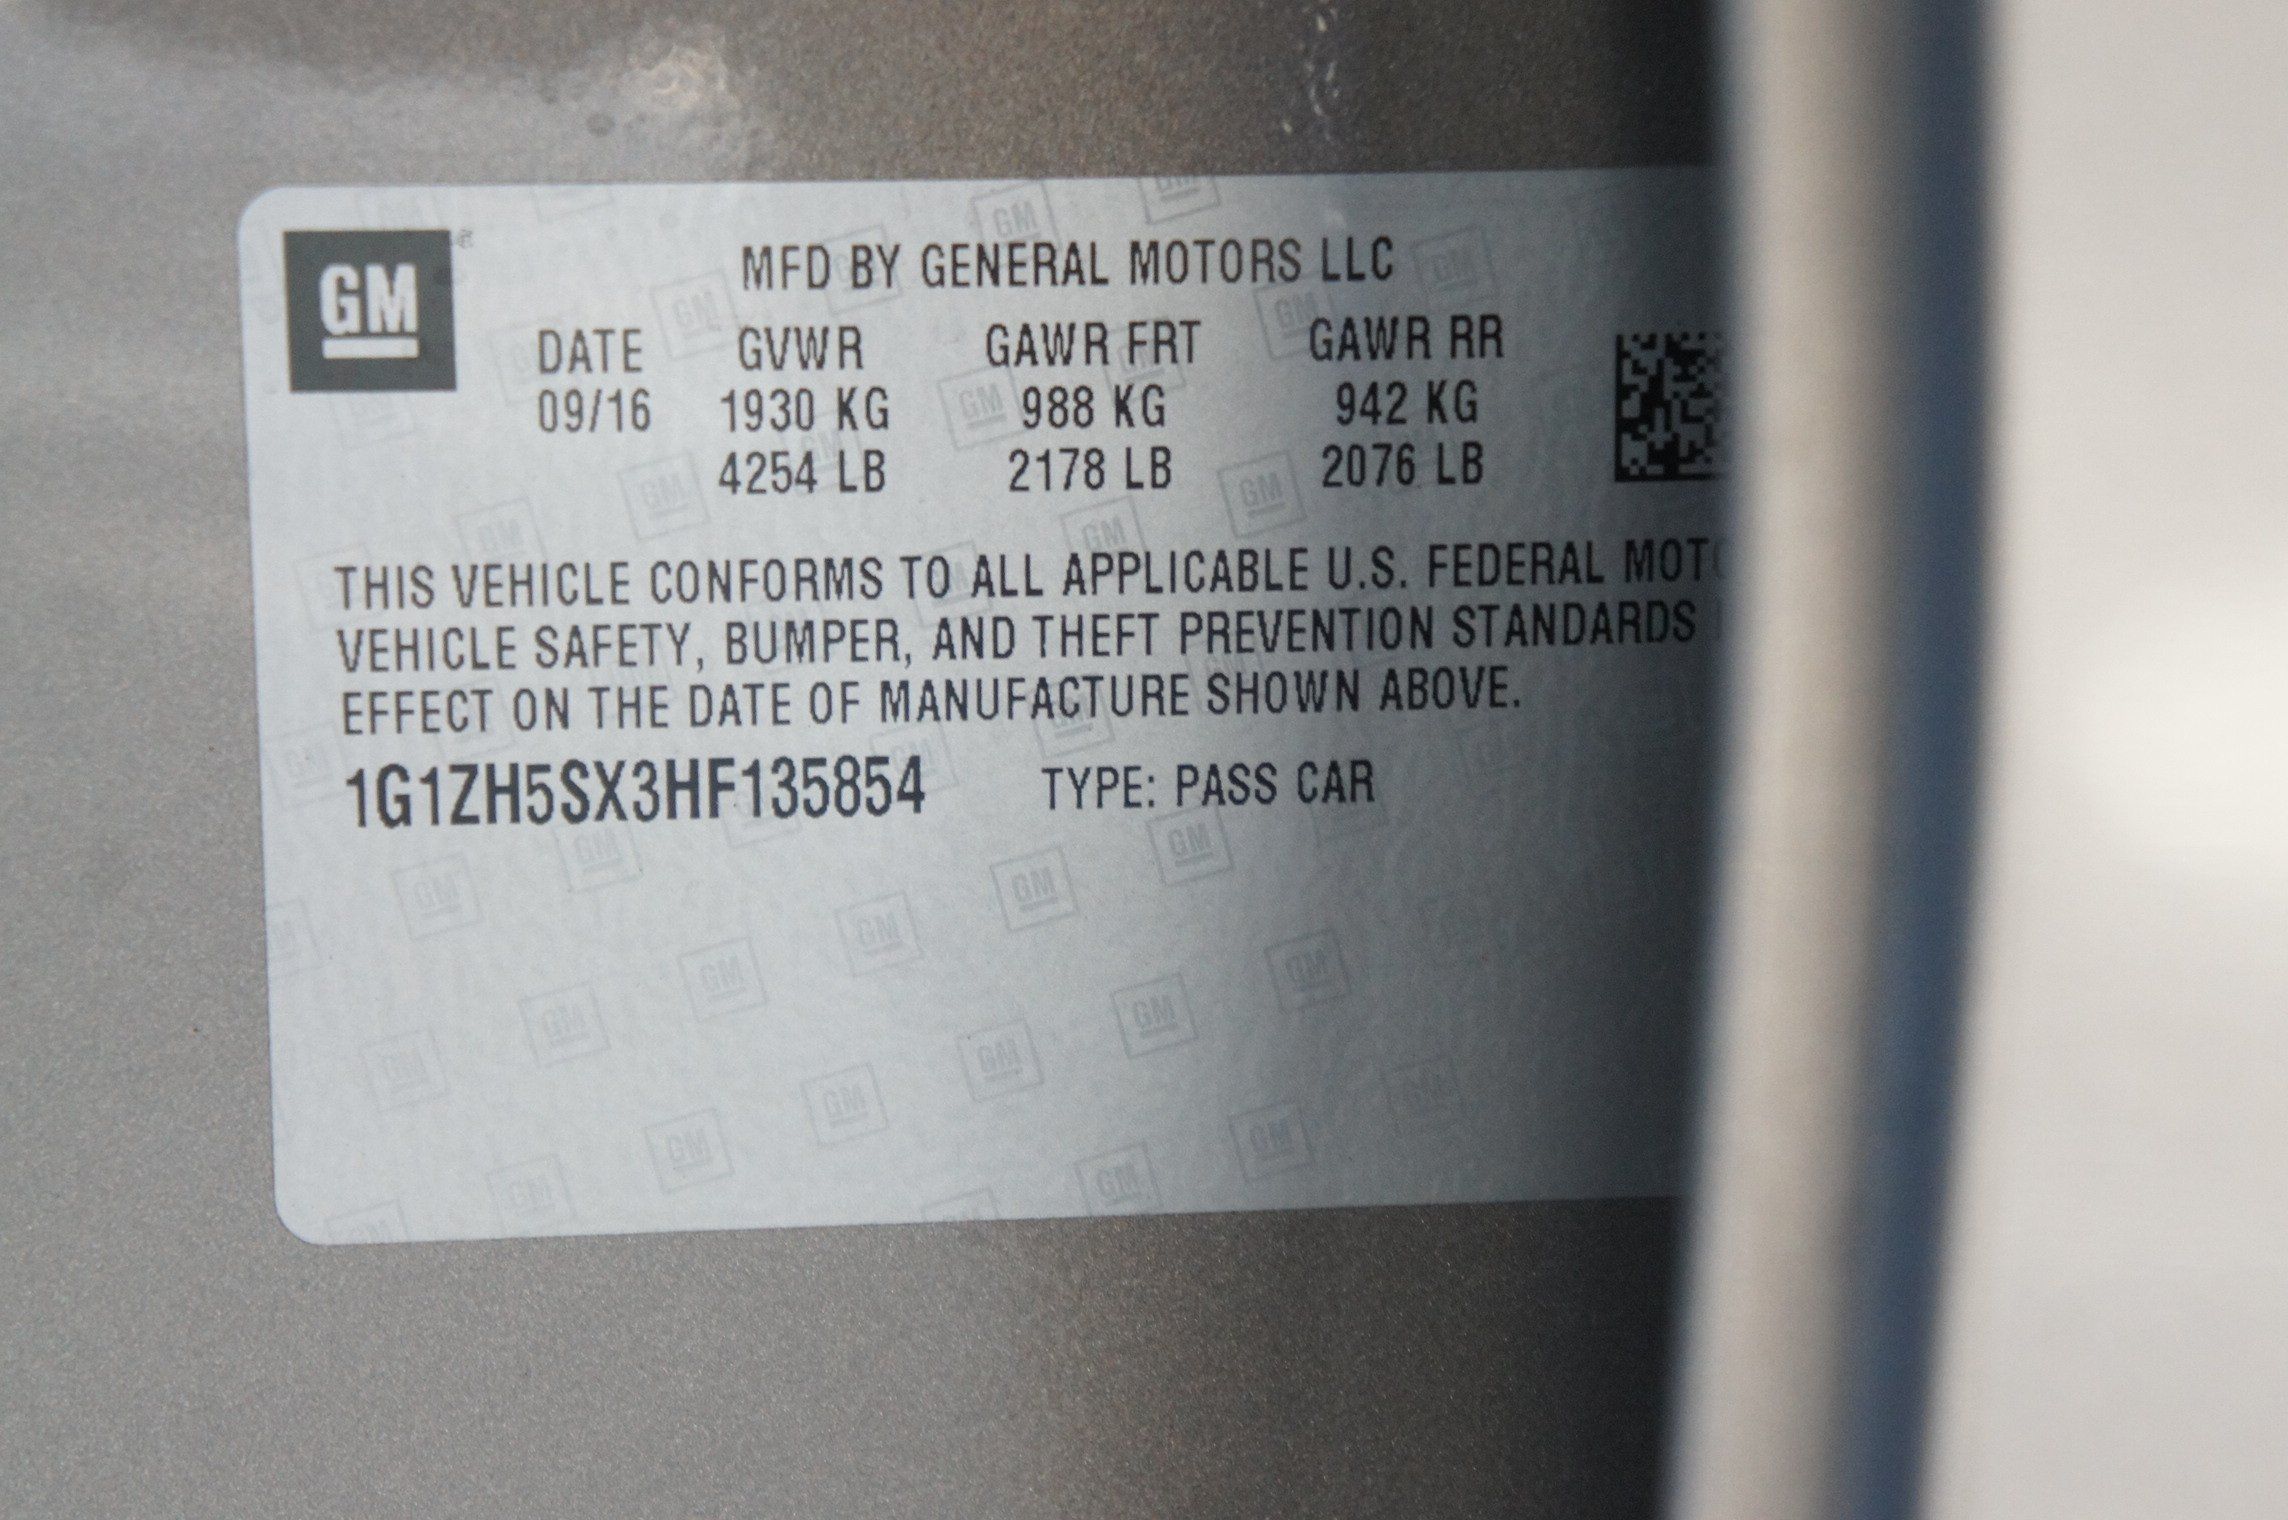 GM
MFD BY GENERAL MOTORS LLC
DATE GVWR GAWR FRT GAWR RR
09/16 1930 KG 988 KG 942 KG
4254 LB 2178 LB 2076 LB
THIS VEHICLE CONFORMS TO ALL APPLICABLE U.S. FEDERAL MOT
VEHICLE SAFETY, BUMPER, AND THEFT PREVENTION STANDARDS
EFFECT ON THE DATE OF MANUFACTURE SHOWN ABOVE.
1G1ZH5SX3HF135854 TYPE: PASS CAR